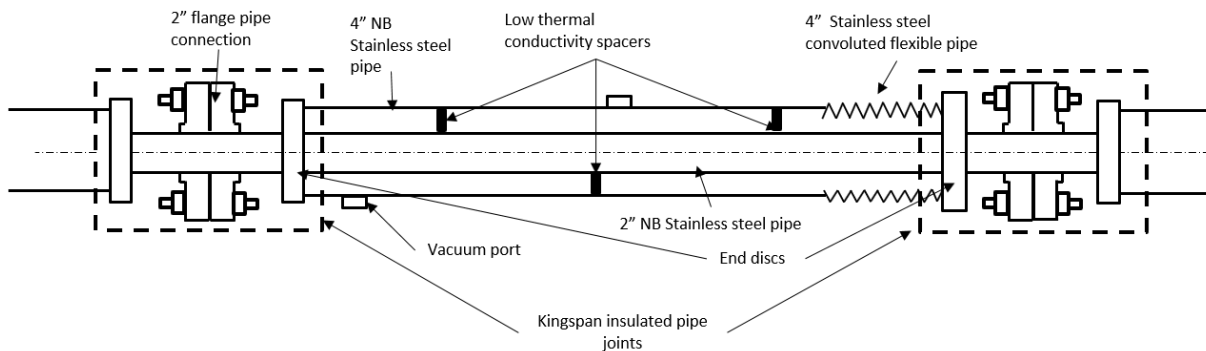 2” flange pipe
connection
4” NB
Stainless steel
pipe
Low thermal
conductivity spacers
4”  Stainless steel
convoluted flexible pipe
2” NB Stainless steel pipe
Vacuum port
End discs
Kingspan insulated pipe
joints